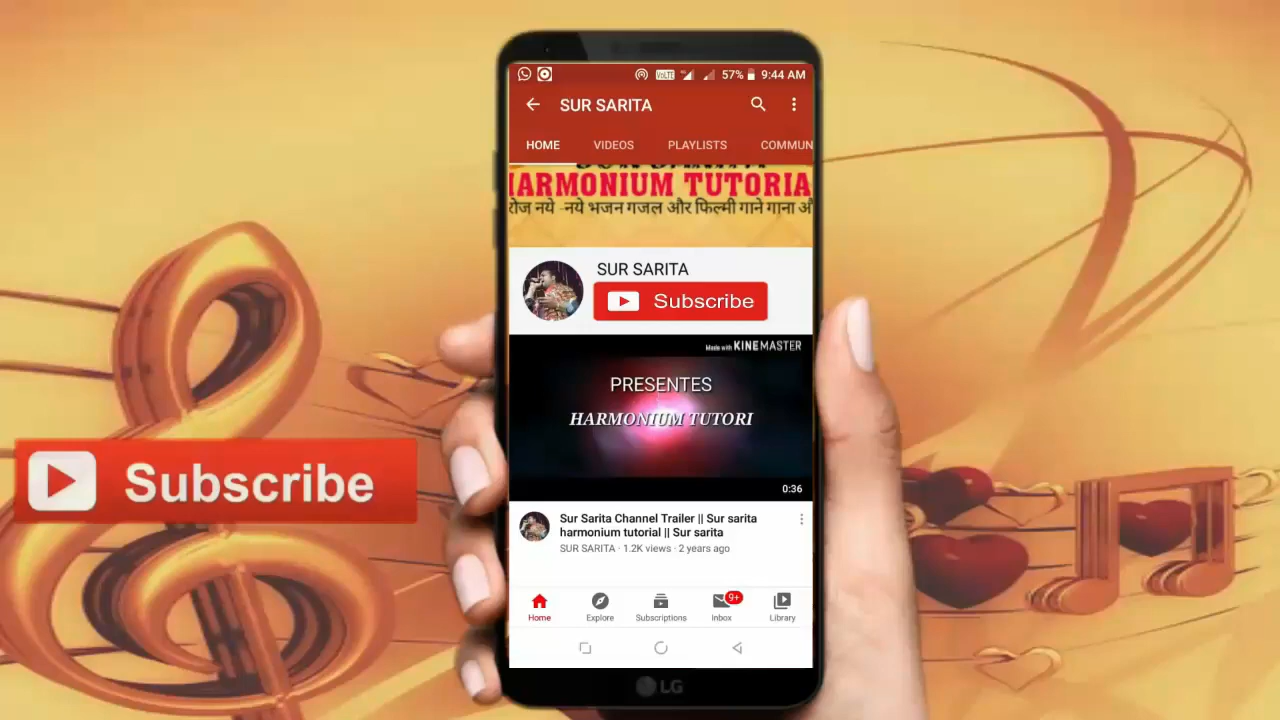 57% 9:44 AM
SUR SARITA
HOME VIDEOS PLAYLISTS COMMUN
SUR SARITA
HARMONIUM TUTORIA
रोज नये -नये भजन गजल और फिल्मी गाने गाना औ
SUR SARITA
Subscribe
Made with KINEMASTER
PRESENTES
HARMONIUM TUTORI
0:36
Sur Sarita Channel Trailer || Sur sarita
harmonium tutorial || Sur sarita
SUR SARITA · 1.2K views · 2 years ago
9+
Home Explore Subscriptions Inbox Library
LG
Subscribe